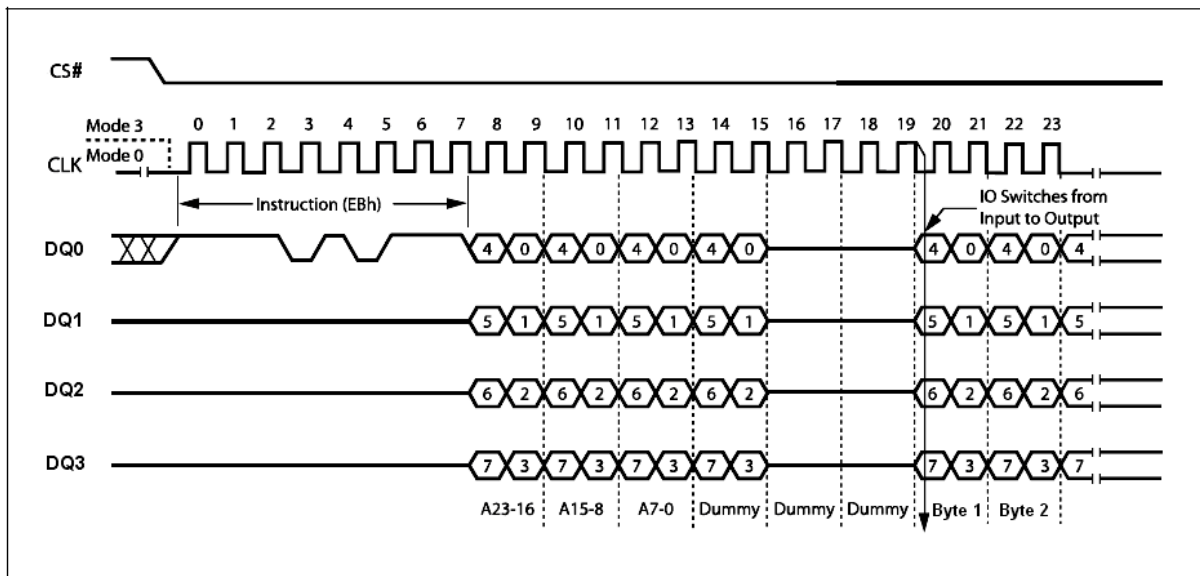 CS#
Mode 3
0 1 2 3 4 5 6 7 8 9 10 11 12 13 14 15 16 17 18 19 20 21 22 23
CLK
Mode 0
Instruction (EBh)
IO Switches from
Input to Output
DQ0
4 0 4 0 4 0 4 0 4 0 4 0 4
DQ1
5 1 5 1 5 1 5 1 5 1 5 1 5
DQ2
6 2 6 2 6 2 6 2 6 2 6 2 6
DQ3
7 3 7 3 7 3 7 3 7 3 7 3 7
A23-16 A15-8 A7-0 Dummy Dummy Dummy Byte 1 Byte 2